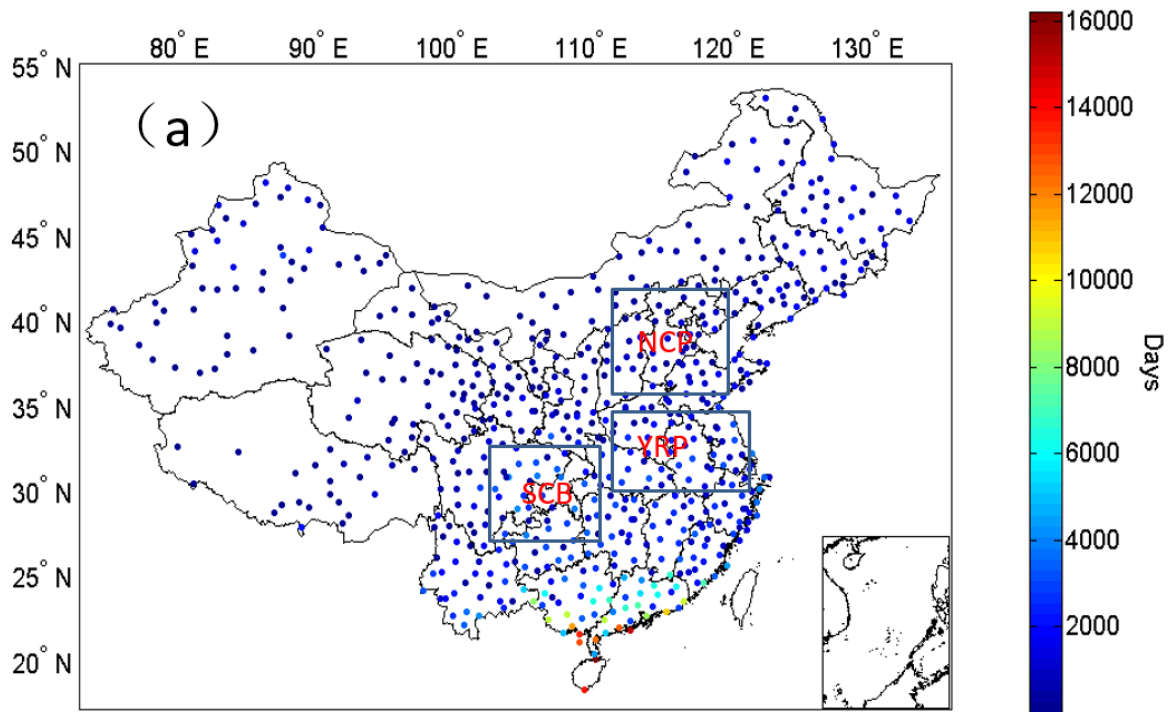 80° E 90° E 100° E 110° E 120° E 130° E
55° N
50° N
45° N
40° N
35° N
30° N
25° N
20° N
（a）
NCP
YRP
SCB
16000
14000
12000
10000
8000
6000
4000
2000
Days